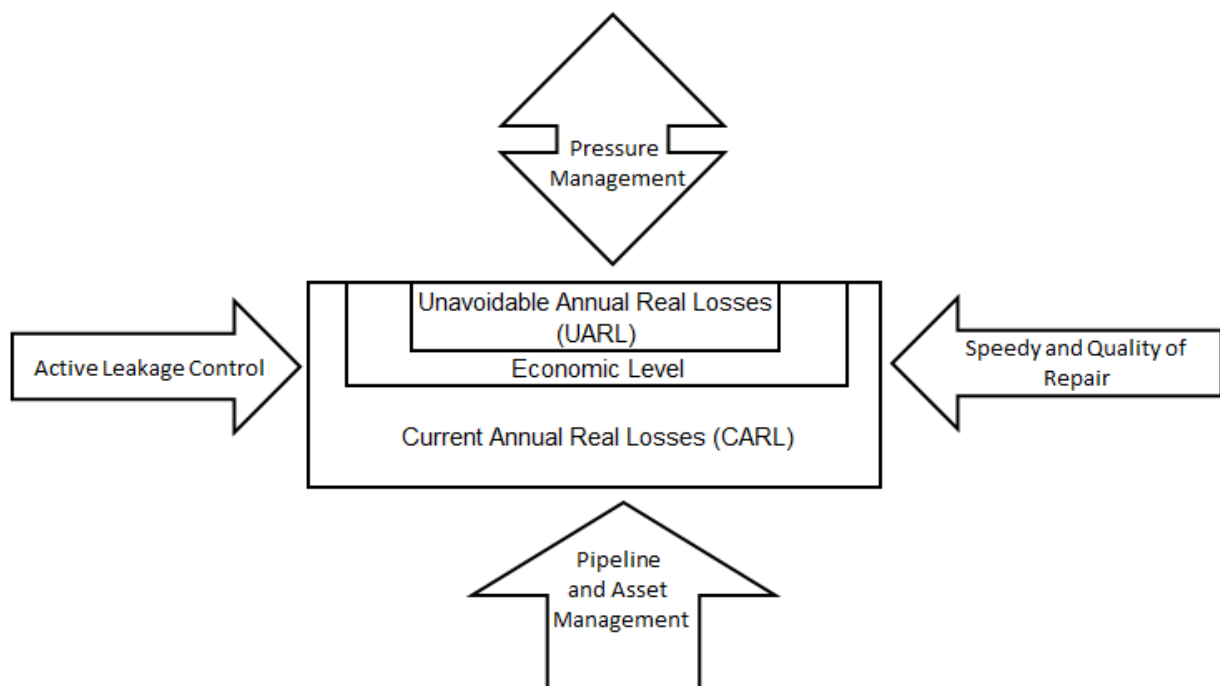 Pressure
Management
Unavoidable Annual Real Losses
(UARL)
Economic Level
Active Leakage Control
Speedy and Quality of
Repair
Current Annual Real Losses (CARL)
Pipeline
and Asset
Management